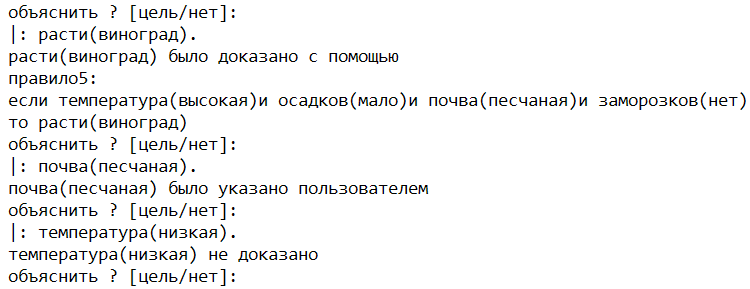 объяснить ? [цель/нет]:
|: расти(виноград).
расти(виноград) было доказано с помощью
правило5:
если температура(высокая)и осадков(мало)и почва(песчаная)и заморозков(нет)
то расти(виноград)
объяснить ? [цель/нет]:
|: почва(песчаная).
почва(песчаная) было указано пользователем
объяснить ? [цель/нет]:
|: температура(низкая).
температура(низкая) не доказано
объяснить ? [цель/нет]: